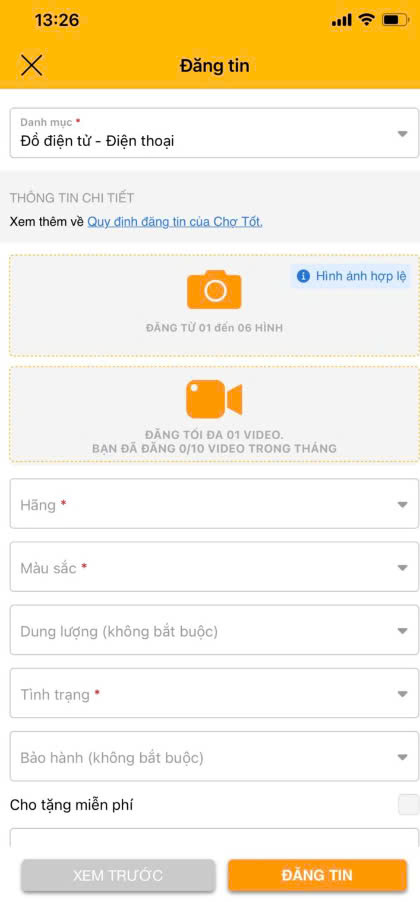 13:26
Đăng tin
Danh mục *
Đồ điện tử - Điện thoại
THÔNG TIN CHI TIẾT
Xem thêm về Quy định đăng tin của Chợ Tốt.
Hình ảnh hợp lệ
ĐĂNG TỪ 01 đến 06 HÌNH
ĐĂNG TỐI ĐA 01 VIDEO.
BẠN ĐÃ ĐĂNG 0/10 VIDEO TRONG THÁNG
Hãng *
Màu sắc *
Dung lượng (không bắt buộc)
Tình trạng *
Bảo hành (không bắt buộc)
Cho tặng miễn phí
XEM TRƯỚC
ĐĂNG TIN